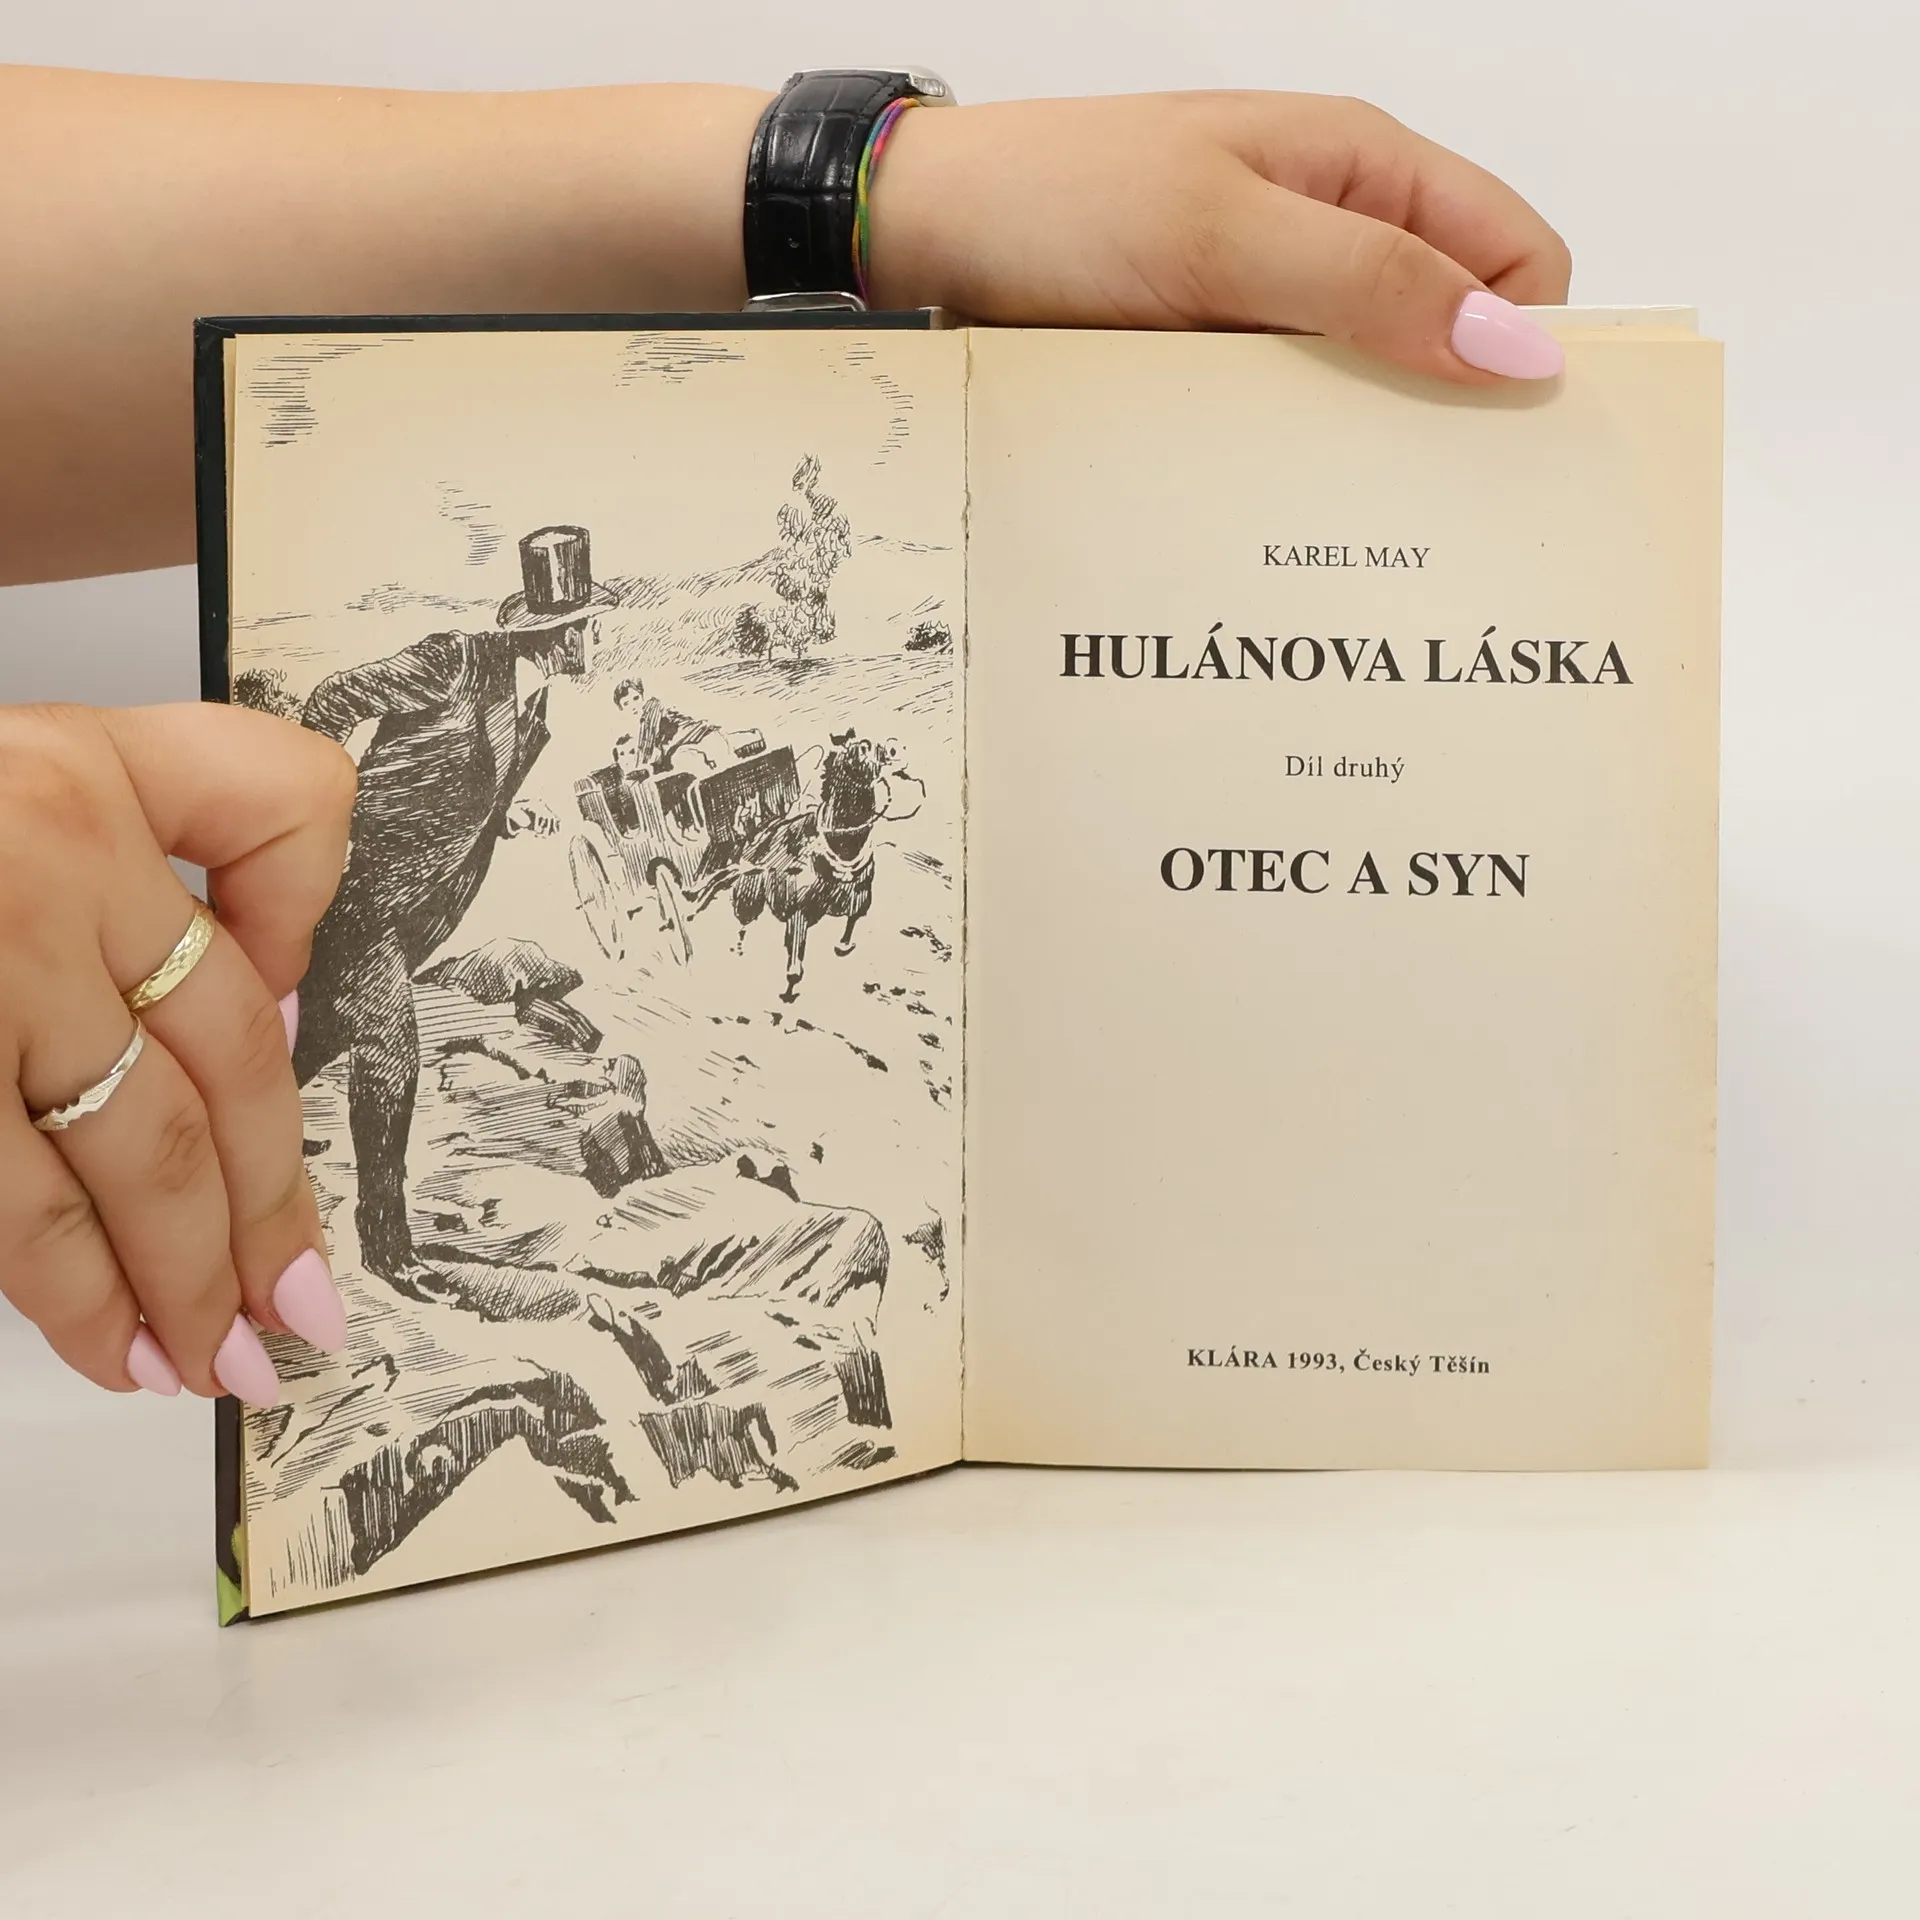 KAREL MAY
HULÁNOVA LÁSKA
Díl druhý
OTEC A SYN
KLÁRA 1993, Český Těšín